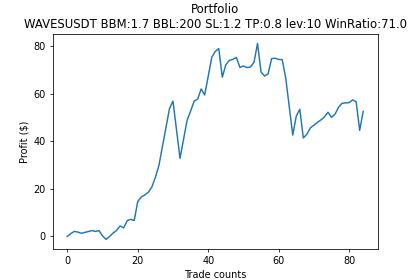 Portfolio
WAVESUSDT BBM:1.7 BBL:200 SL:1.2 TP:0.8 lev:10 WinRatio:71.0
80
60
40
20
0
Profit ($)
0 20 40 60 80
Trade counts